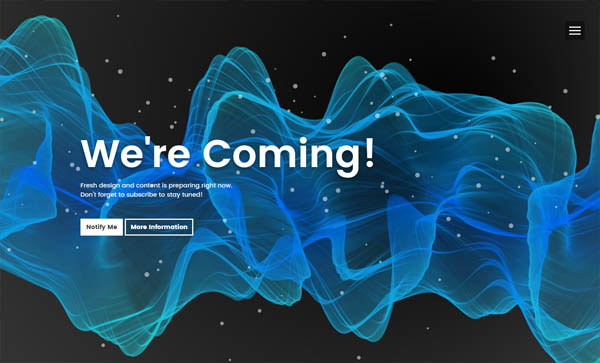 We're Coming!
Fresh design and content is preparing right now.
Don't forget to subscribe to stay tuned!
Notify Me More Information